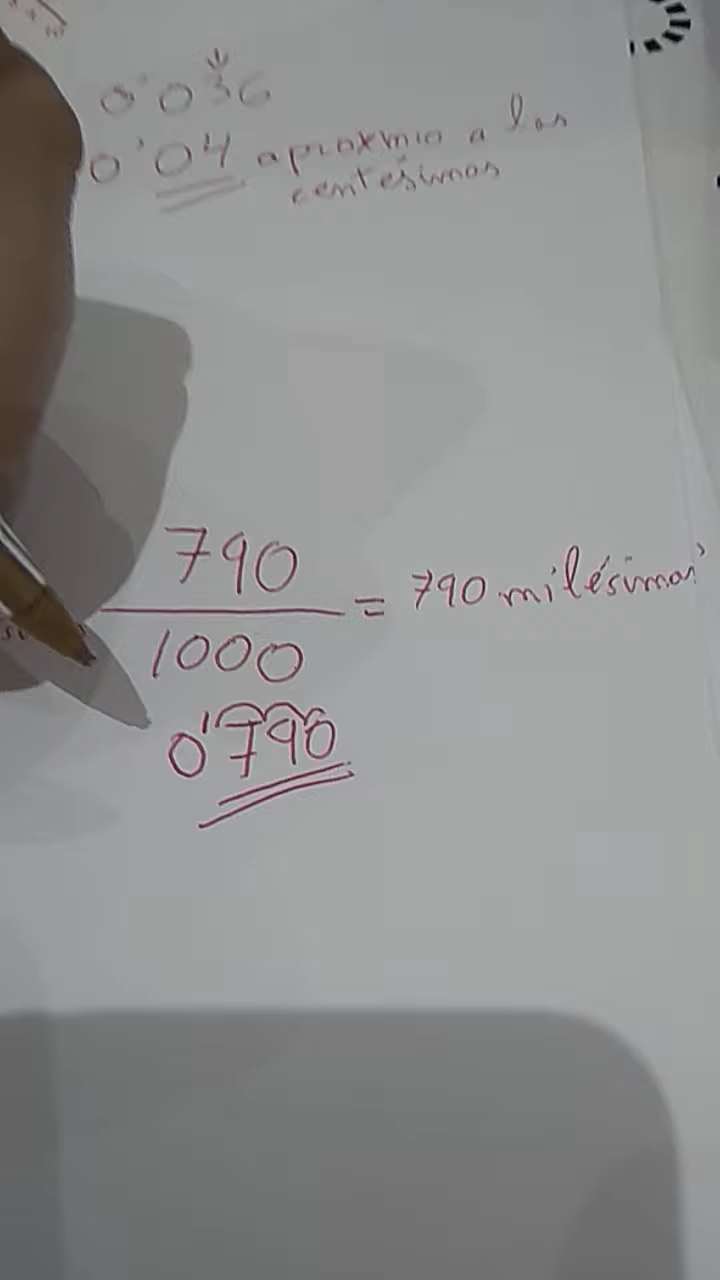 0'036
0'04 aproximo a las
centésimas
790
1000
= 790 milésimas
0'790